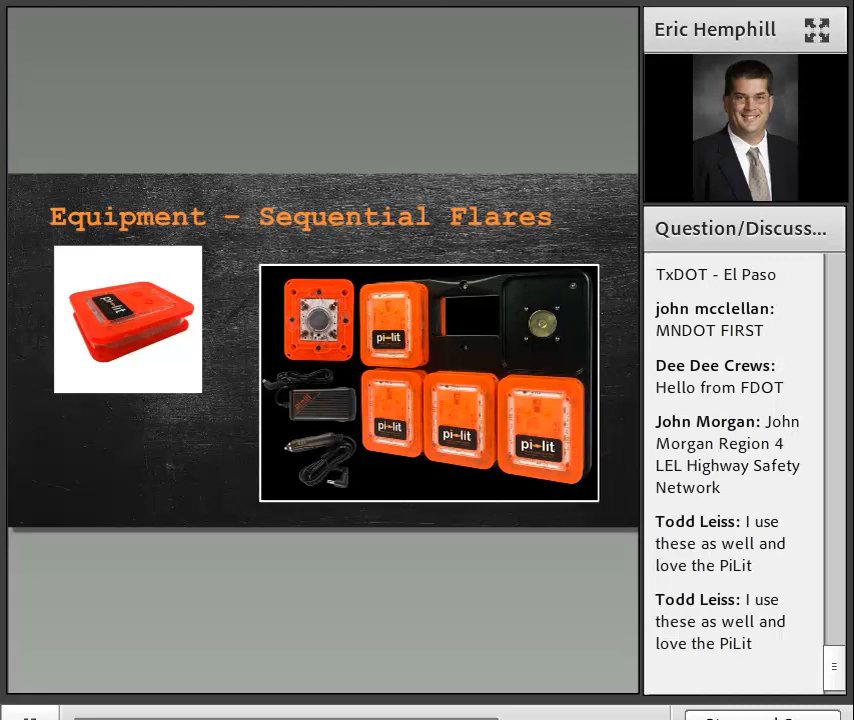 Eric Hemphill
Equipment – Sequential Flares
pi-lit
pi-lit
pi-lit
pi-lit
pi-lit
Question/Discuss...
TxDOT - El Paso
john mcclellan:
MNDOT FIRST
Dee Dee Crews:
Hello from FDOT
John Morgan: John
Morgan Region 4
LEL Highway Safety
Network
Todd Leiss: I use
these as well and
love the PiLit
Todd Leiss: I use
these as well and
love the PiLit